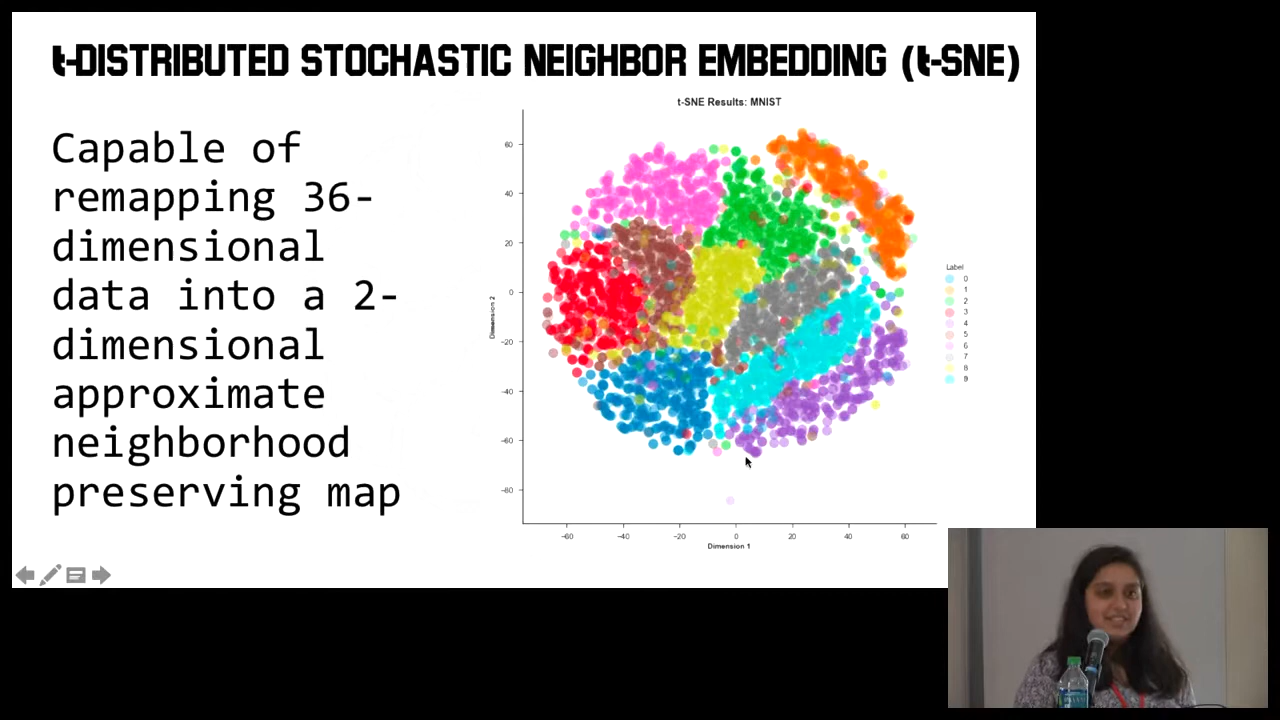 t-DISTRIBUTED STOCHASTIC NEIGHBOR EMBEDDING (t-SNE)
Capable of
remapping 36-
dimensional
data into a 2-
dimensional
approximate
neighborhood
preserving map
t-SNE Results: MNIST
60
40
20
0
−20
−40
−60
−80
Dimension 2
−60 −40 −20 0 20 40 60
Dimension 1
Label
0
1
2
3
4
5
6
7
8
9